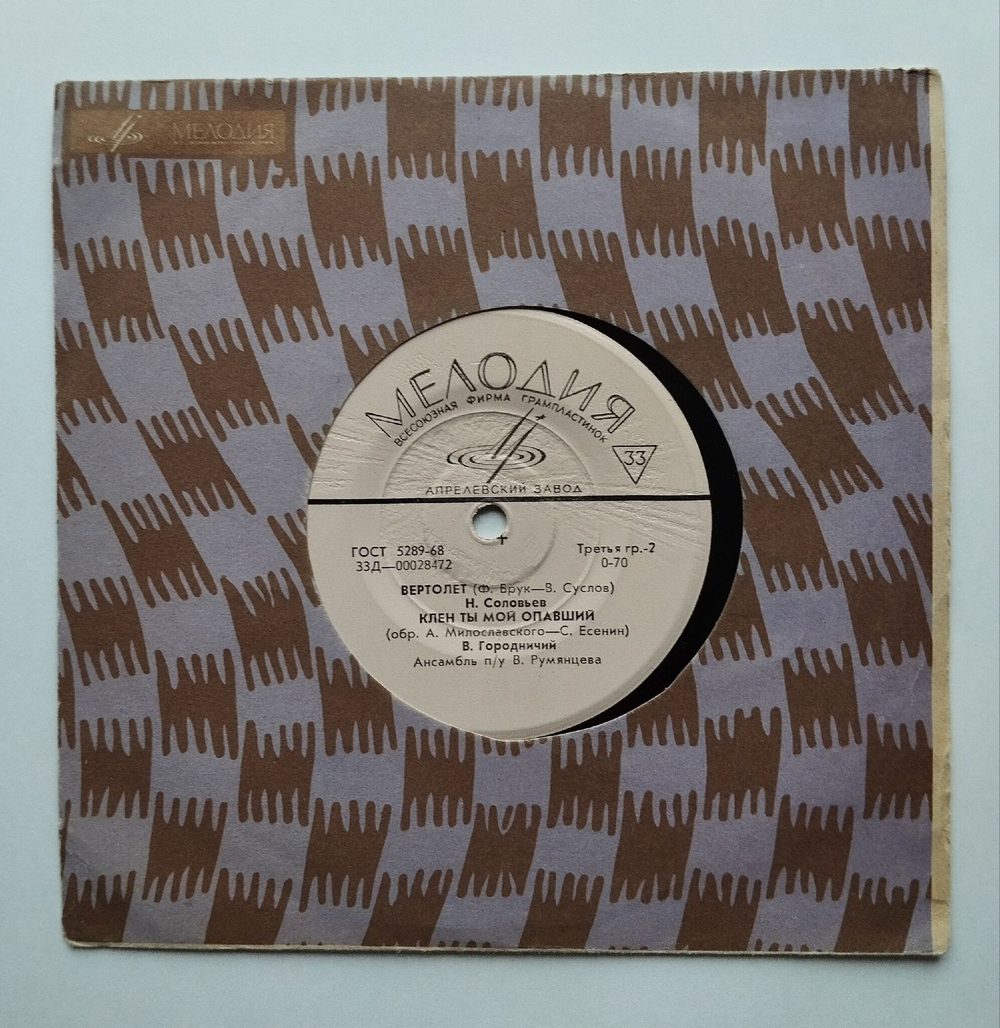 МЕЛОДИЯ
МЕЛОДИЯ
ВСЕСОЮЗНАЯ ФИРМА ГРАМПЛАСТИНОК
33
АПРЕЛЕВСКИЙ ЗАВОД
ГОСТ 5289-68
Третья гр.-2
33Д—00028472
0-70
ВЕРТОЛЕТ (Ф. Брук—В. Суслов)
Н. Соловьев
КЛЕН ТЫ МОЙ ОПАВШИЙ
(обр. А. Милославского—С. Есенин)
В. Городничий
Ансамбль п/у В. Румянцева